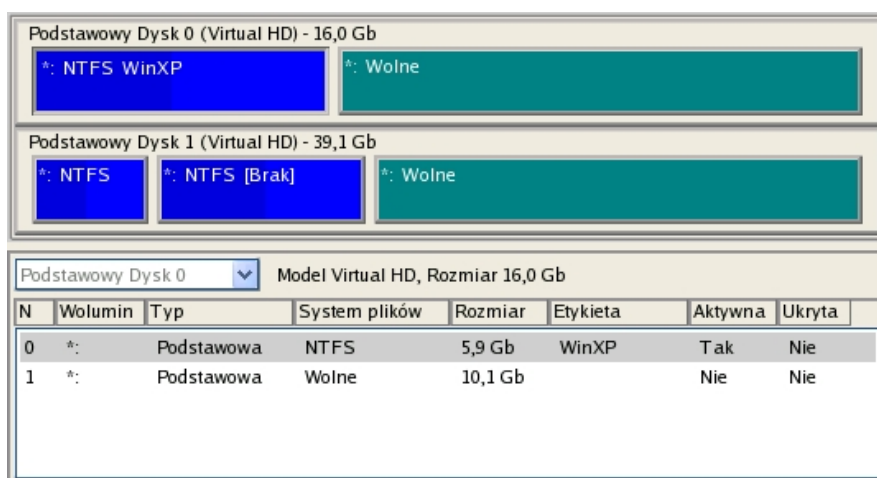 Podstawowy Dysk 0 (Virtual HD) - 16,0 Gb
*: NTFS WinXP *: Wolne
Podstawowy Dysk 1 (Virtual HD) - 39,1 Gb
*: NTFS *: NTFS [Brak] *: Wolne
Podstawowy Dysk 0 Model Virtual HD, Rozmiar 16,0 Gb
N Wolumin Typ System plików Rozmiar Etykieta Aktywna Ukryta
0 *: Podstawowa NTFS 5,9 Gb WinXP Tak Nie
1 *: Podstawowa Wolne 10,1 Gb Nie Nie